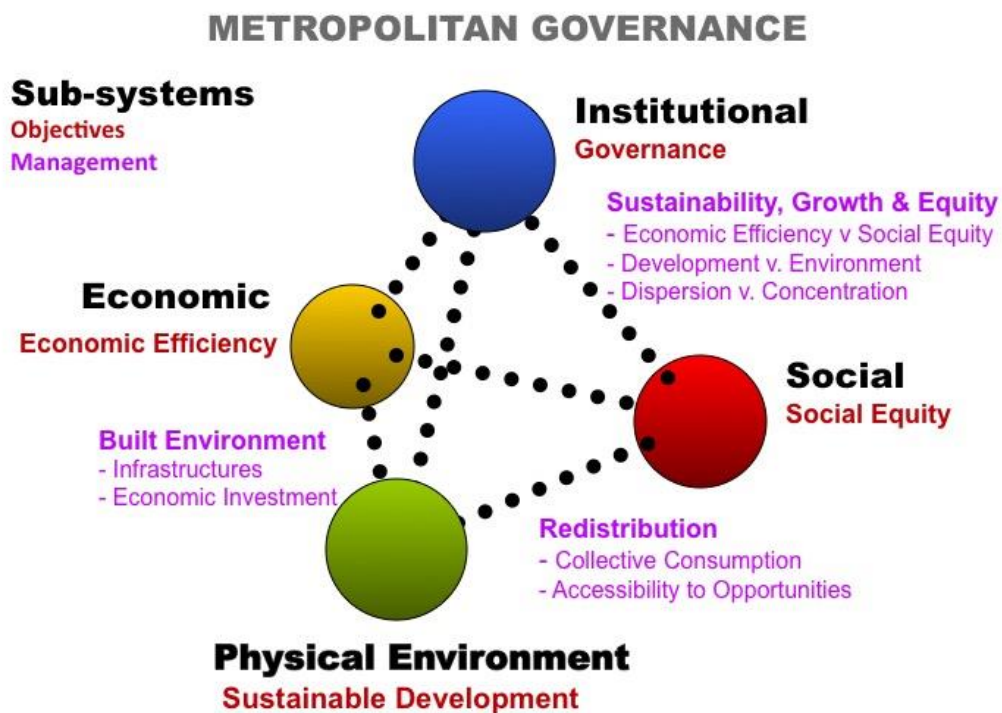 METROPOLITAN GOVERNANCE
Sub-systems
Objectives
Management
Institutional
Governance
Sustainability, Growth & Equity
- Economic Efficiency v Social Equity
- Development v. Environment
- Dispersion v. Concentration
Economic
Economic Efficiency
Social
Social Equity
Built Environment
- Infrastructures
- Economic Investment
Redistribution
- Collective Consumption
- Accessibility to Opportunities
Physical Environment
Sustainable Development